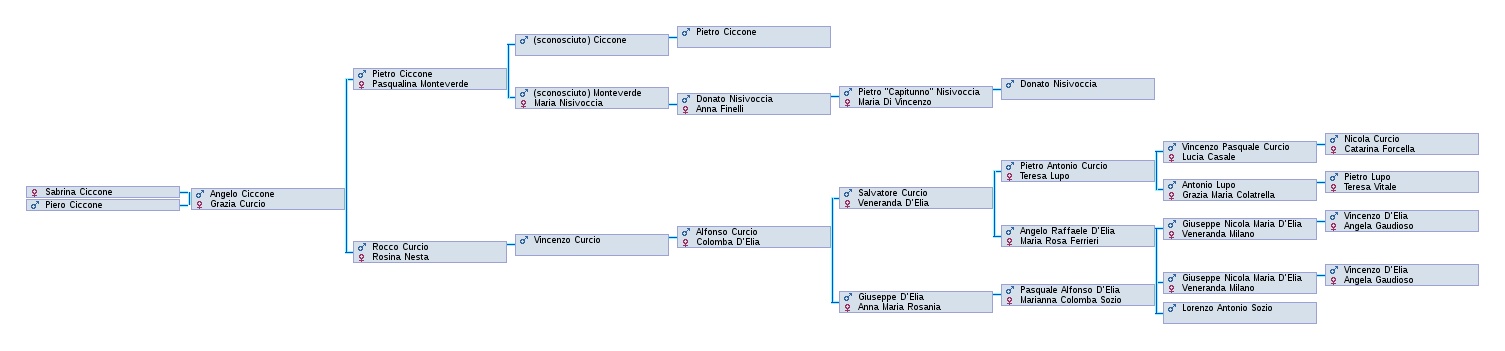 Sabrina Ciccone
Piero Ciccone
Angelo Ciccone
Grazia Curcio
Pietro Ciccone
Pasqualina Monteverde
Rocco Curcio
Rosina Nesta
(sconosciuto) Ciccone
(sconosciuto) Monteverde
Maria Nisivoccia
Vincenzo Curcio
Pietro Ciccone
Donato Nisivoccia
Anna Finelli
Alfonso Curcio
Colomba D'Elia
Pietro "Capitunno" Nisivoccia
Maria Di Vincenzo
Salvatore Curcio
Veneranda D'Elia
Giuseppe D'Elia
Anna Maria Rosania
Donato Nisivoccia
Pietro Antonio Curcio
Teresa Lupo
Angelo Raffaele D'Elia
Maria Rosa Ferrieri
Pasquale Alfonso D'Elia
Marianna Colomba Sozio
Vincenzo Pasquale Curcio
Lucia Casale
Antonio Lupo
Grazia Maria Colatrella
Giuseppe Nicola Maria D'Elia
Veneranda Milano
Giuseppe Nicola Maria D'Elia
Veneranda Milano
Lorenzo Antonio Sozio
Nicola Curcio
Catarina Forcella
Pietro Lupo
Teresa Vitale
Vincenzo D'Elia
Angela Gaudioso
Vincenzo D'Elia
Angela Gaudioso